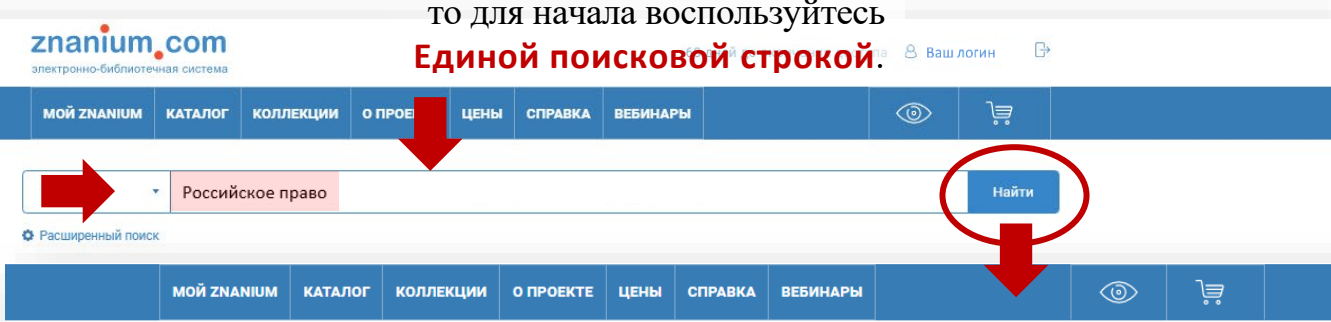 то для начала воспользуйтесь
znanium.com
электронно-библиотечная система
Единой поисковой строкой.
Ваш логин
МОЙ ZNANIUM КАТАЛОГ КОЛЛЕКЦИИ О ЦЕНЫ СПРАВКА ВЕБИНАРЫ
Российское право Найти
Расширенный поиск
МОЙ ZNANIUM КАТАЛОГ КОЛЛЕКЦИИ О ПРОЕКТЕ ЦЕНЫ СПРАВКА ВЕБИНАРЫ